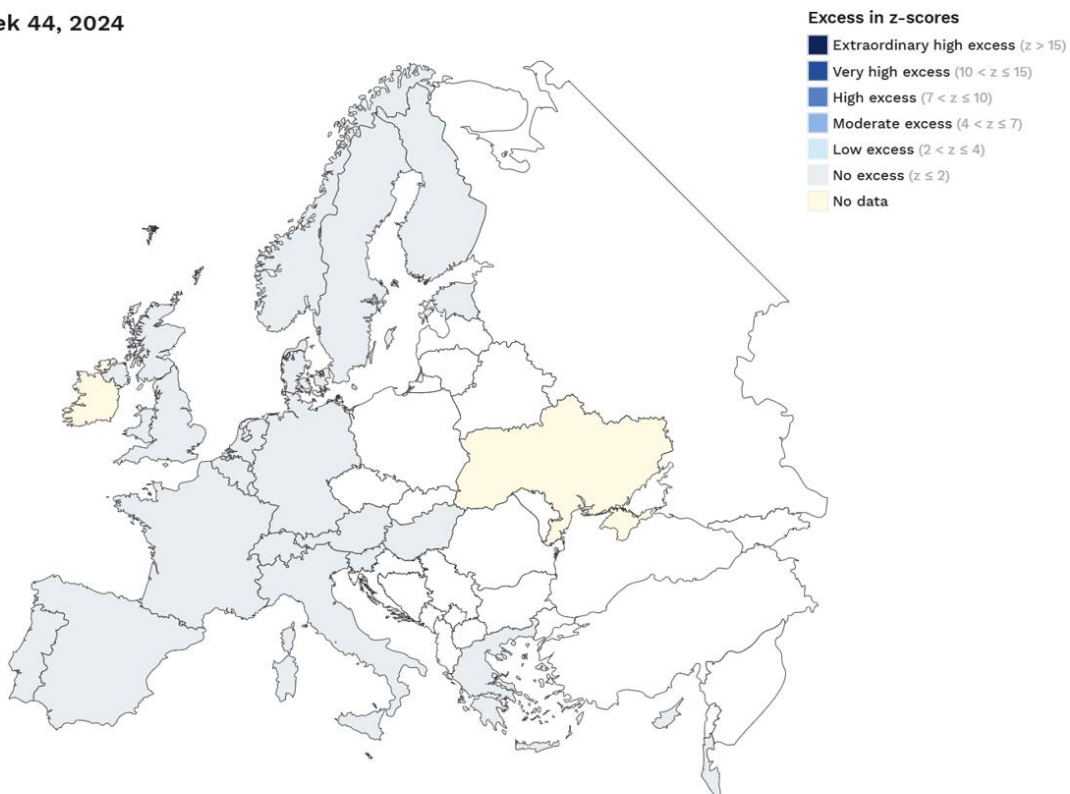 ek 44, 2024
Excess in z-scores
Extraordinary high excess (z > 15)
Very high excess (10 < z ≤ 15)
High excess (7 < z ≤ 10)
Moderate excess (4 < z ≤ 7)
Low excess (2 < z ≤ 4)
No excess (z ≤ 2)
No data